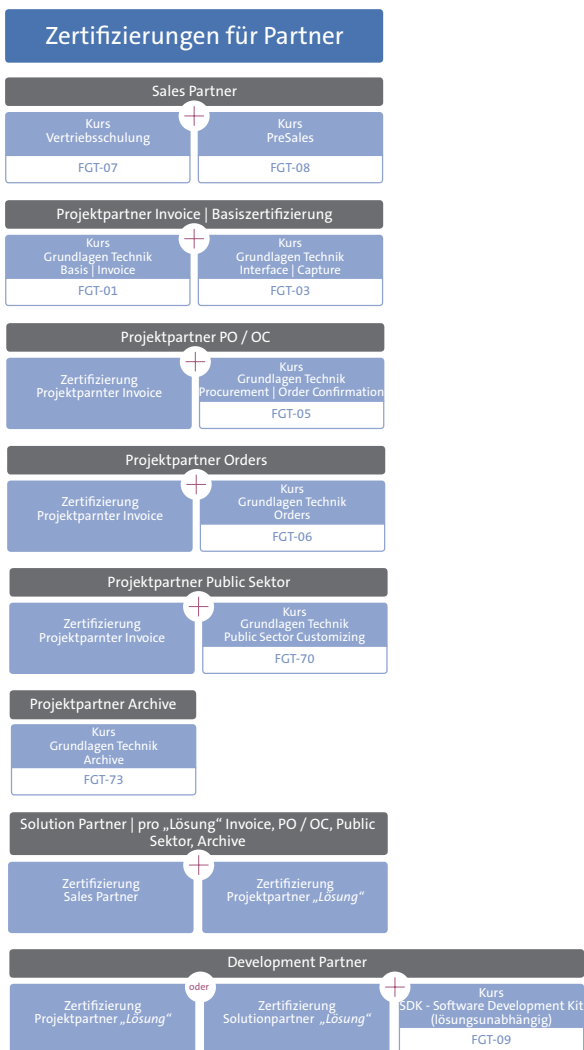 Zertifizierungen für Partner
Sales Partner
Kurs
Vertriebsschulung
FGT-07
Kurs
PreSales
FGT-08
Projektpartner Invoice | Basiszertifizierung
Kurs
Grundlagen Technik
Basis | Invoice
FGT-01
Kurs
Grundlagen Technik
Interface | Capture
FGT-03
Projektpartner PO / OC
Zertifizierung
Projektparnter Invoice
Kurs
Grundlagen Technik
Procurement | Order Confirmation
FGT-05
Projektpartner Orders
Zertifizierung
Projektparnter Invoice
Kurs
Grundlagen Technik
Orders
FGT-06
Projektpartner Public Sektor
Zertifizierung
Projektparnter Invoice
Kurs
Grundlagen Technik
Public Sector Customizing
FGT-70
Projektpartner Archive
Kurs
Grundlagen Technik
Archive
FGT-73
Solution Partner | pro „Lösung“ Invoice, PO / OC, Public
Sektor, Archive
Zertifizierung
Sales Partner
Zertifizierung
Projektpartner „Lösung“
Development Partner
Zertifizierung
Projektpartner „Lösung“
oder
Zertifizierung
Solutionpartner „Lösung“
Kurs
SDK - Software Development Kit
(lösungsunabhängig)
FGT-09